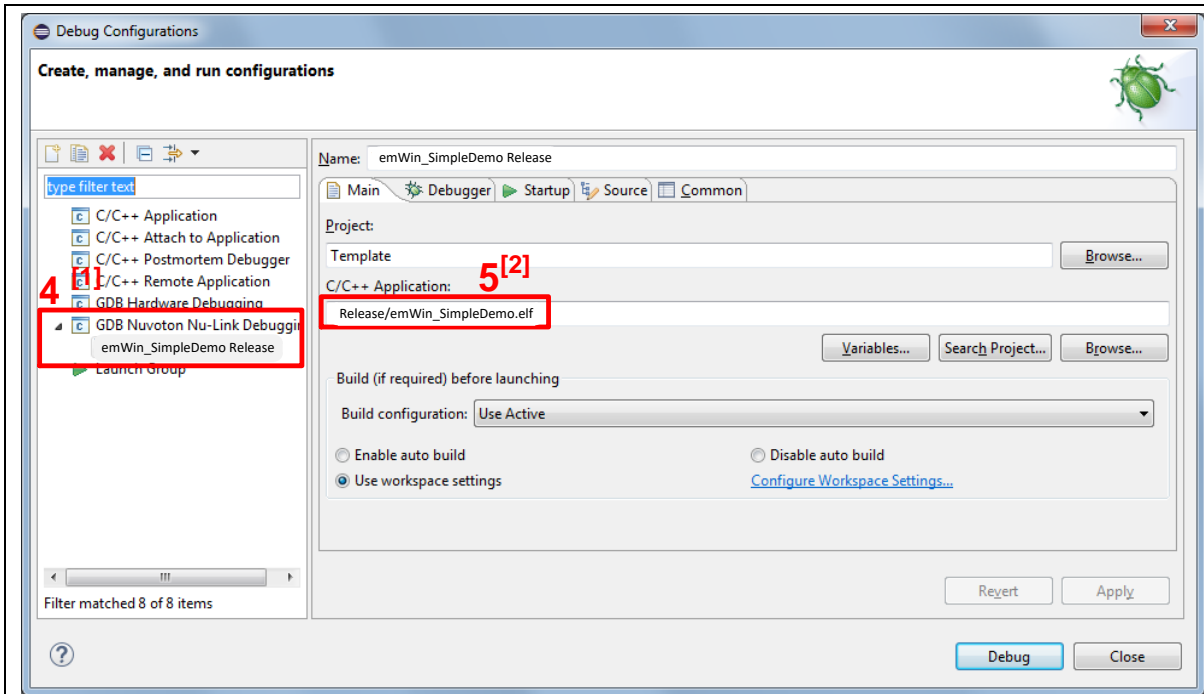 Debug Configurations
Create, manage, and run configurations
type filter text
C/C++ Application
C/C++ Attach to Application
C/C++ Postmortem Debugger
C/C++ Remote Application
GDB Hardware Debugging
GDB Nuvoton Nu-Link Debuggin
emWin_SimpleDemo Release
Launch Group
4 [1]
Filter matched 8 of 8 items
Name: emWin_SimpleDemo Release
Main Debugger Startup Source Common
Project:
Template Browse...
5[2]
C/C++ Application:
Release/emWin_SimpleDemo.elf
Variables... Search Project... Browse...
Build (if required) before launching
Build configuration: Use Active
Enable auto build Disable auto build
Use workspace settings Configure Workspace Settings...
Revert Apply
Debug Close